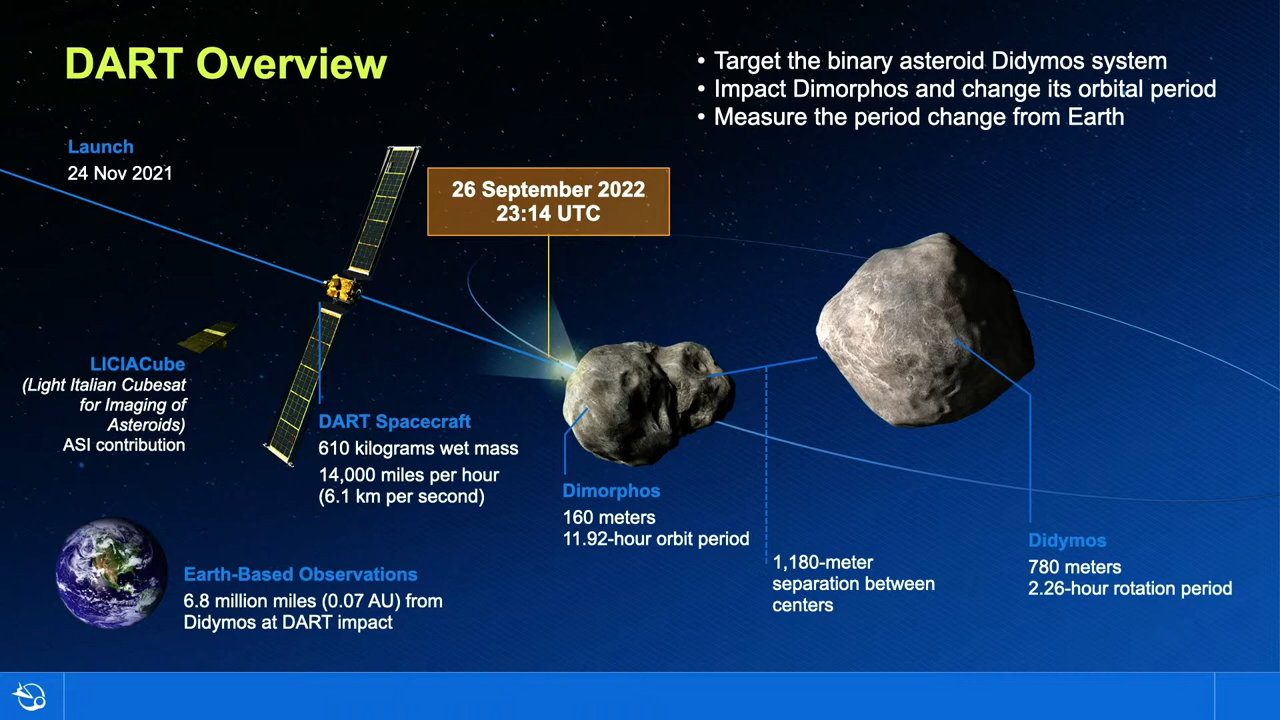 DART Overview
• Target the binary asteroid Didymos system
• Impact Dimorphos and change its orbital period
• Measure the period change from Earth
Launch
24 Nov 2021
26 September 2022
23:14 UTC
LICIACube
(Light Italian Cubesat
for Imaging of
Asteroids)
ASI contribution
DART Spacecraft
610 kilograms wet mass
14,000 miles per hour
(6.1 km per second)
Dimorphos
160 meters
11.92-hour orbit period
1,180-meter
separation between
centers
Didymos
780 meters
2.26-hour rotation period
Earth-Based Observations
6.8 million miles (0.07 AU) from
Didymos at DART impact